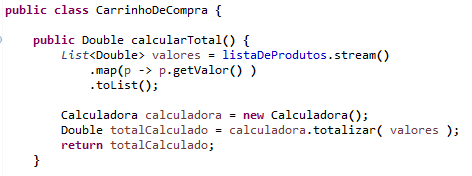 public class CarrinhoDeCompra {
public Double calcularTotal() {
List<Double> valores = listaDeProdutos.stream()
.map(p -> p.getValor() )
.toList();
Calculadora calculadora = new Calculadora();
Double totalCalculado = calculadora.totalizar( valores );
return totalCalculado;
}